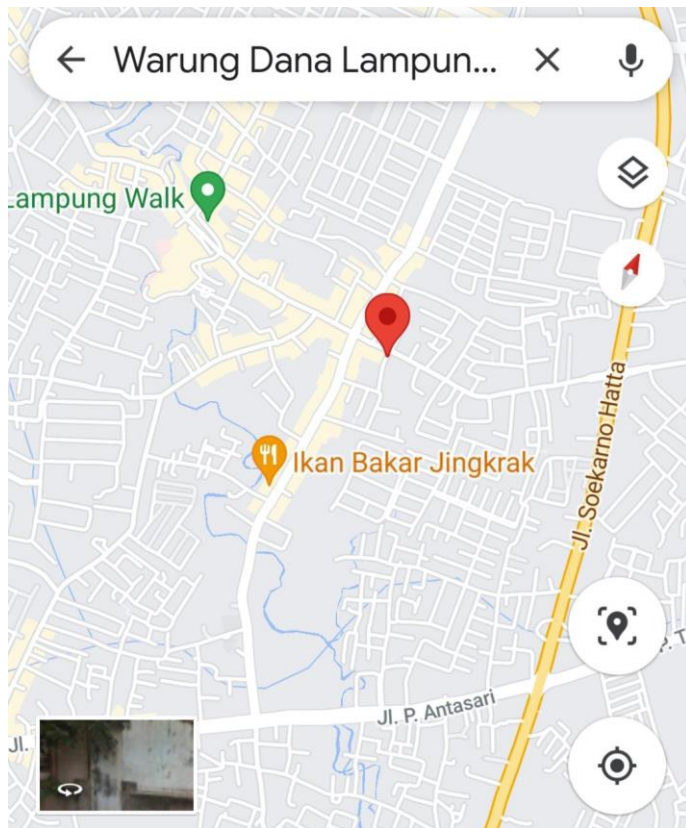 Warung Dana Lampun...
Lampung Walk
Ikan Bakar Jingkrak
Jl. Soekarno Hatta
Jl. P. Antasari
Jl.